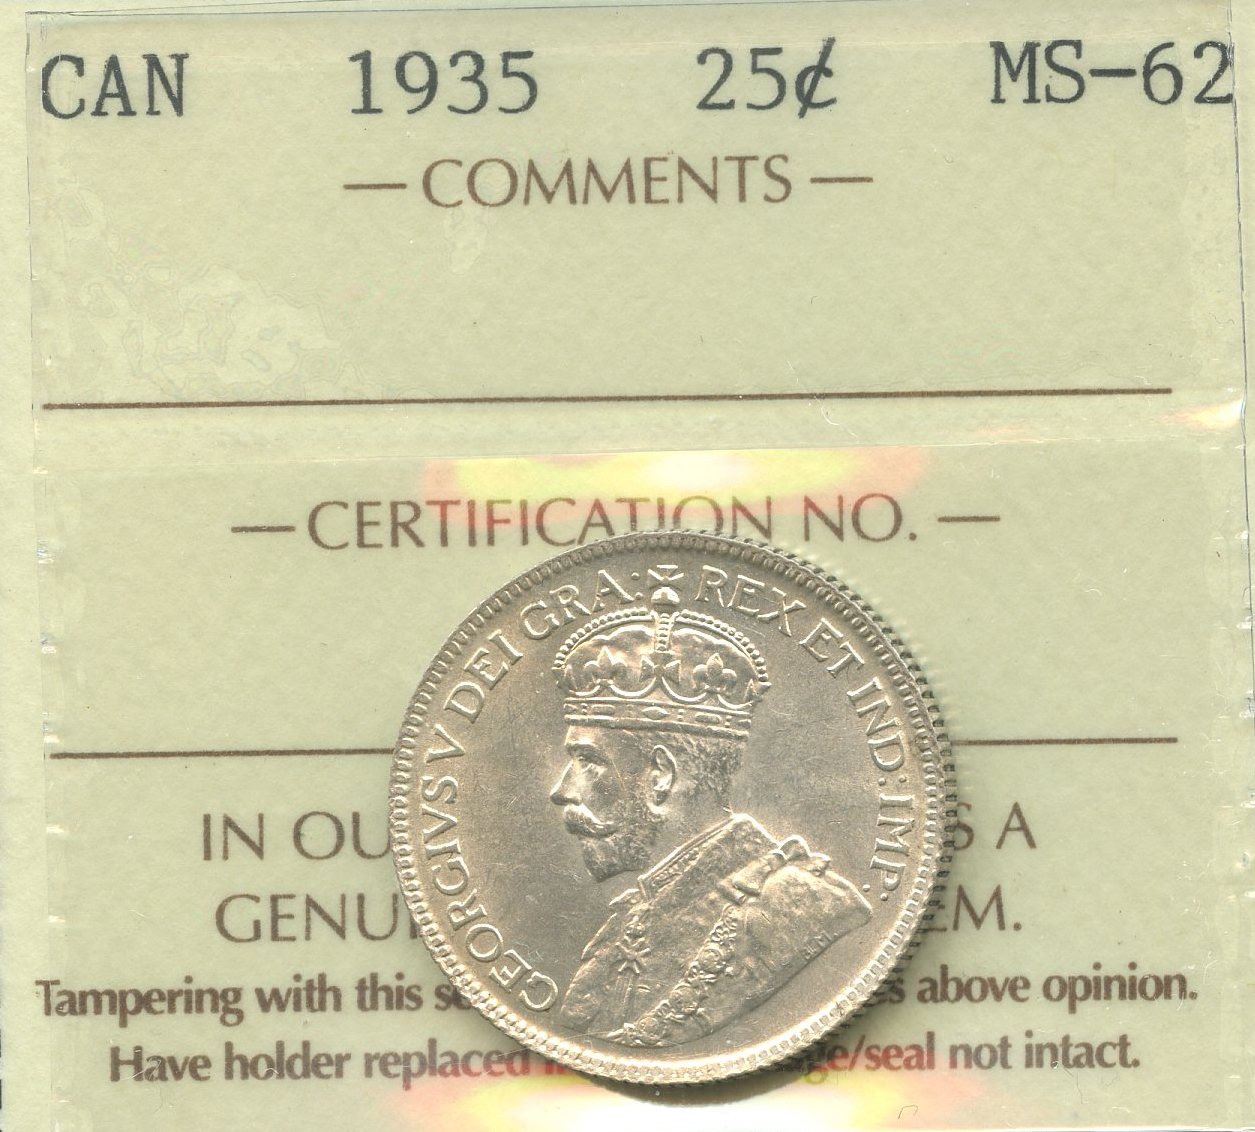 CAN 1935 25¢ MS-62
— COMMENTS —
— CERTIFICATION NO. —
GEORGIVS V DEI GRA: REX ET IND: IMP.
IN OU S A
GENU EM.
Tampering with this s s above opinion.
Have holder replaced ge/seal not intact.